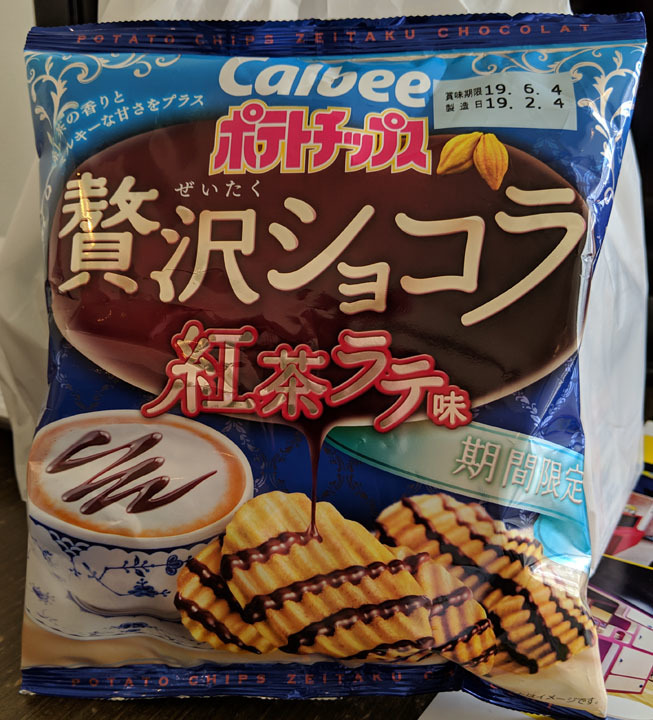 POTATO CHIPS ZEITAKU CHOCOLAT
Calbee
賞味期限19. 6. 4
製造日19. 2. 4
の香りと
ルキーな甘さをプラス
ポテトチップス
ぜいたく
贅沢ショコラ
紅茶ラテ味
期間限定
POTATO CHIPS ZEITAKU C
イメージです。